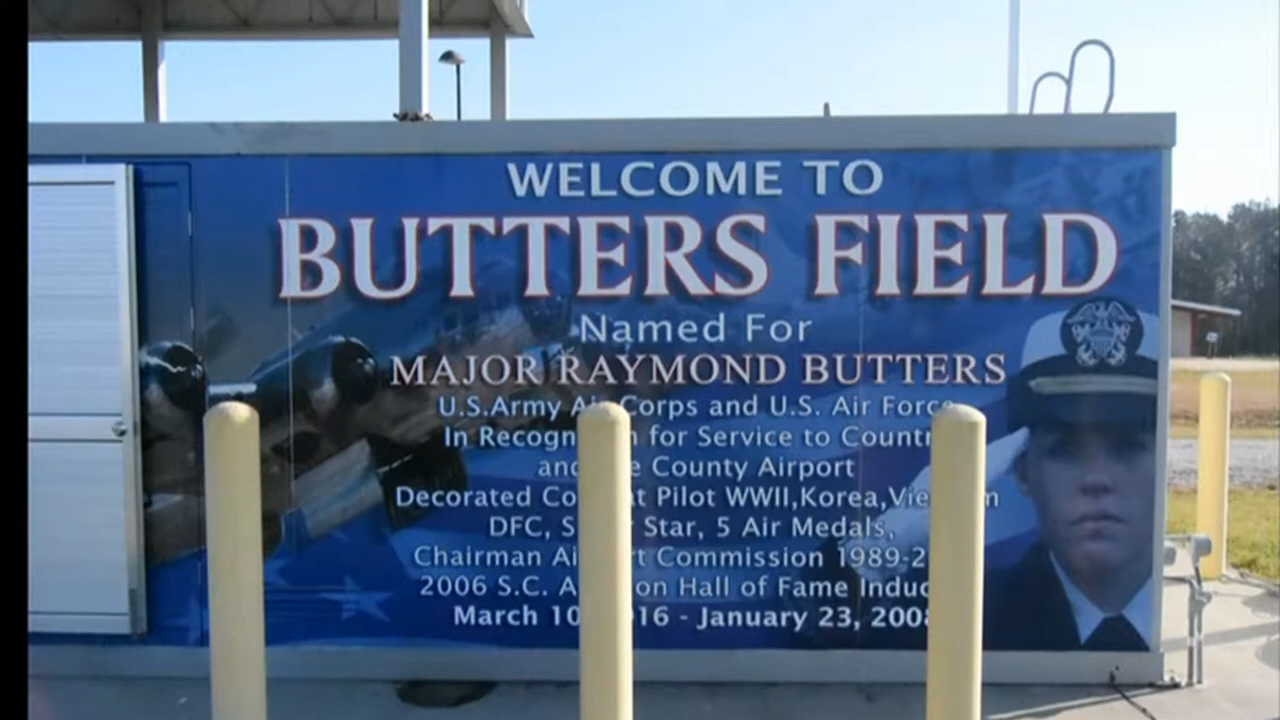 WELCOME TO
BUTTERS FIELD
Named For
MAJOR RAYMOND BUTTERS
U.S.Army Air Corps and U.S. Air Force
In Recogn n for Service to Countr
and e County Airport
Decorated Co t Pilot WWII,Korea,Vie m
DFC, S r Star, 5 Air Medals,
Chairman Ai t Commission 1989-2
2006 S.C. A on Hall of Fame Induc
March 10 16 - January 23, 2008